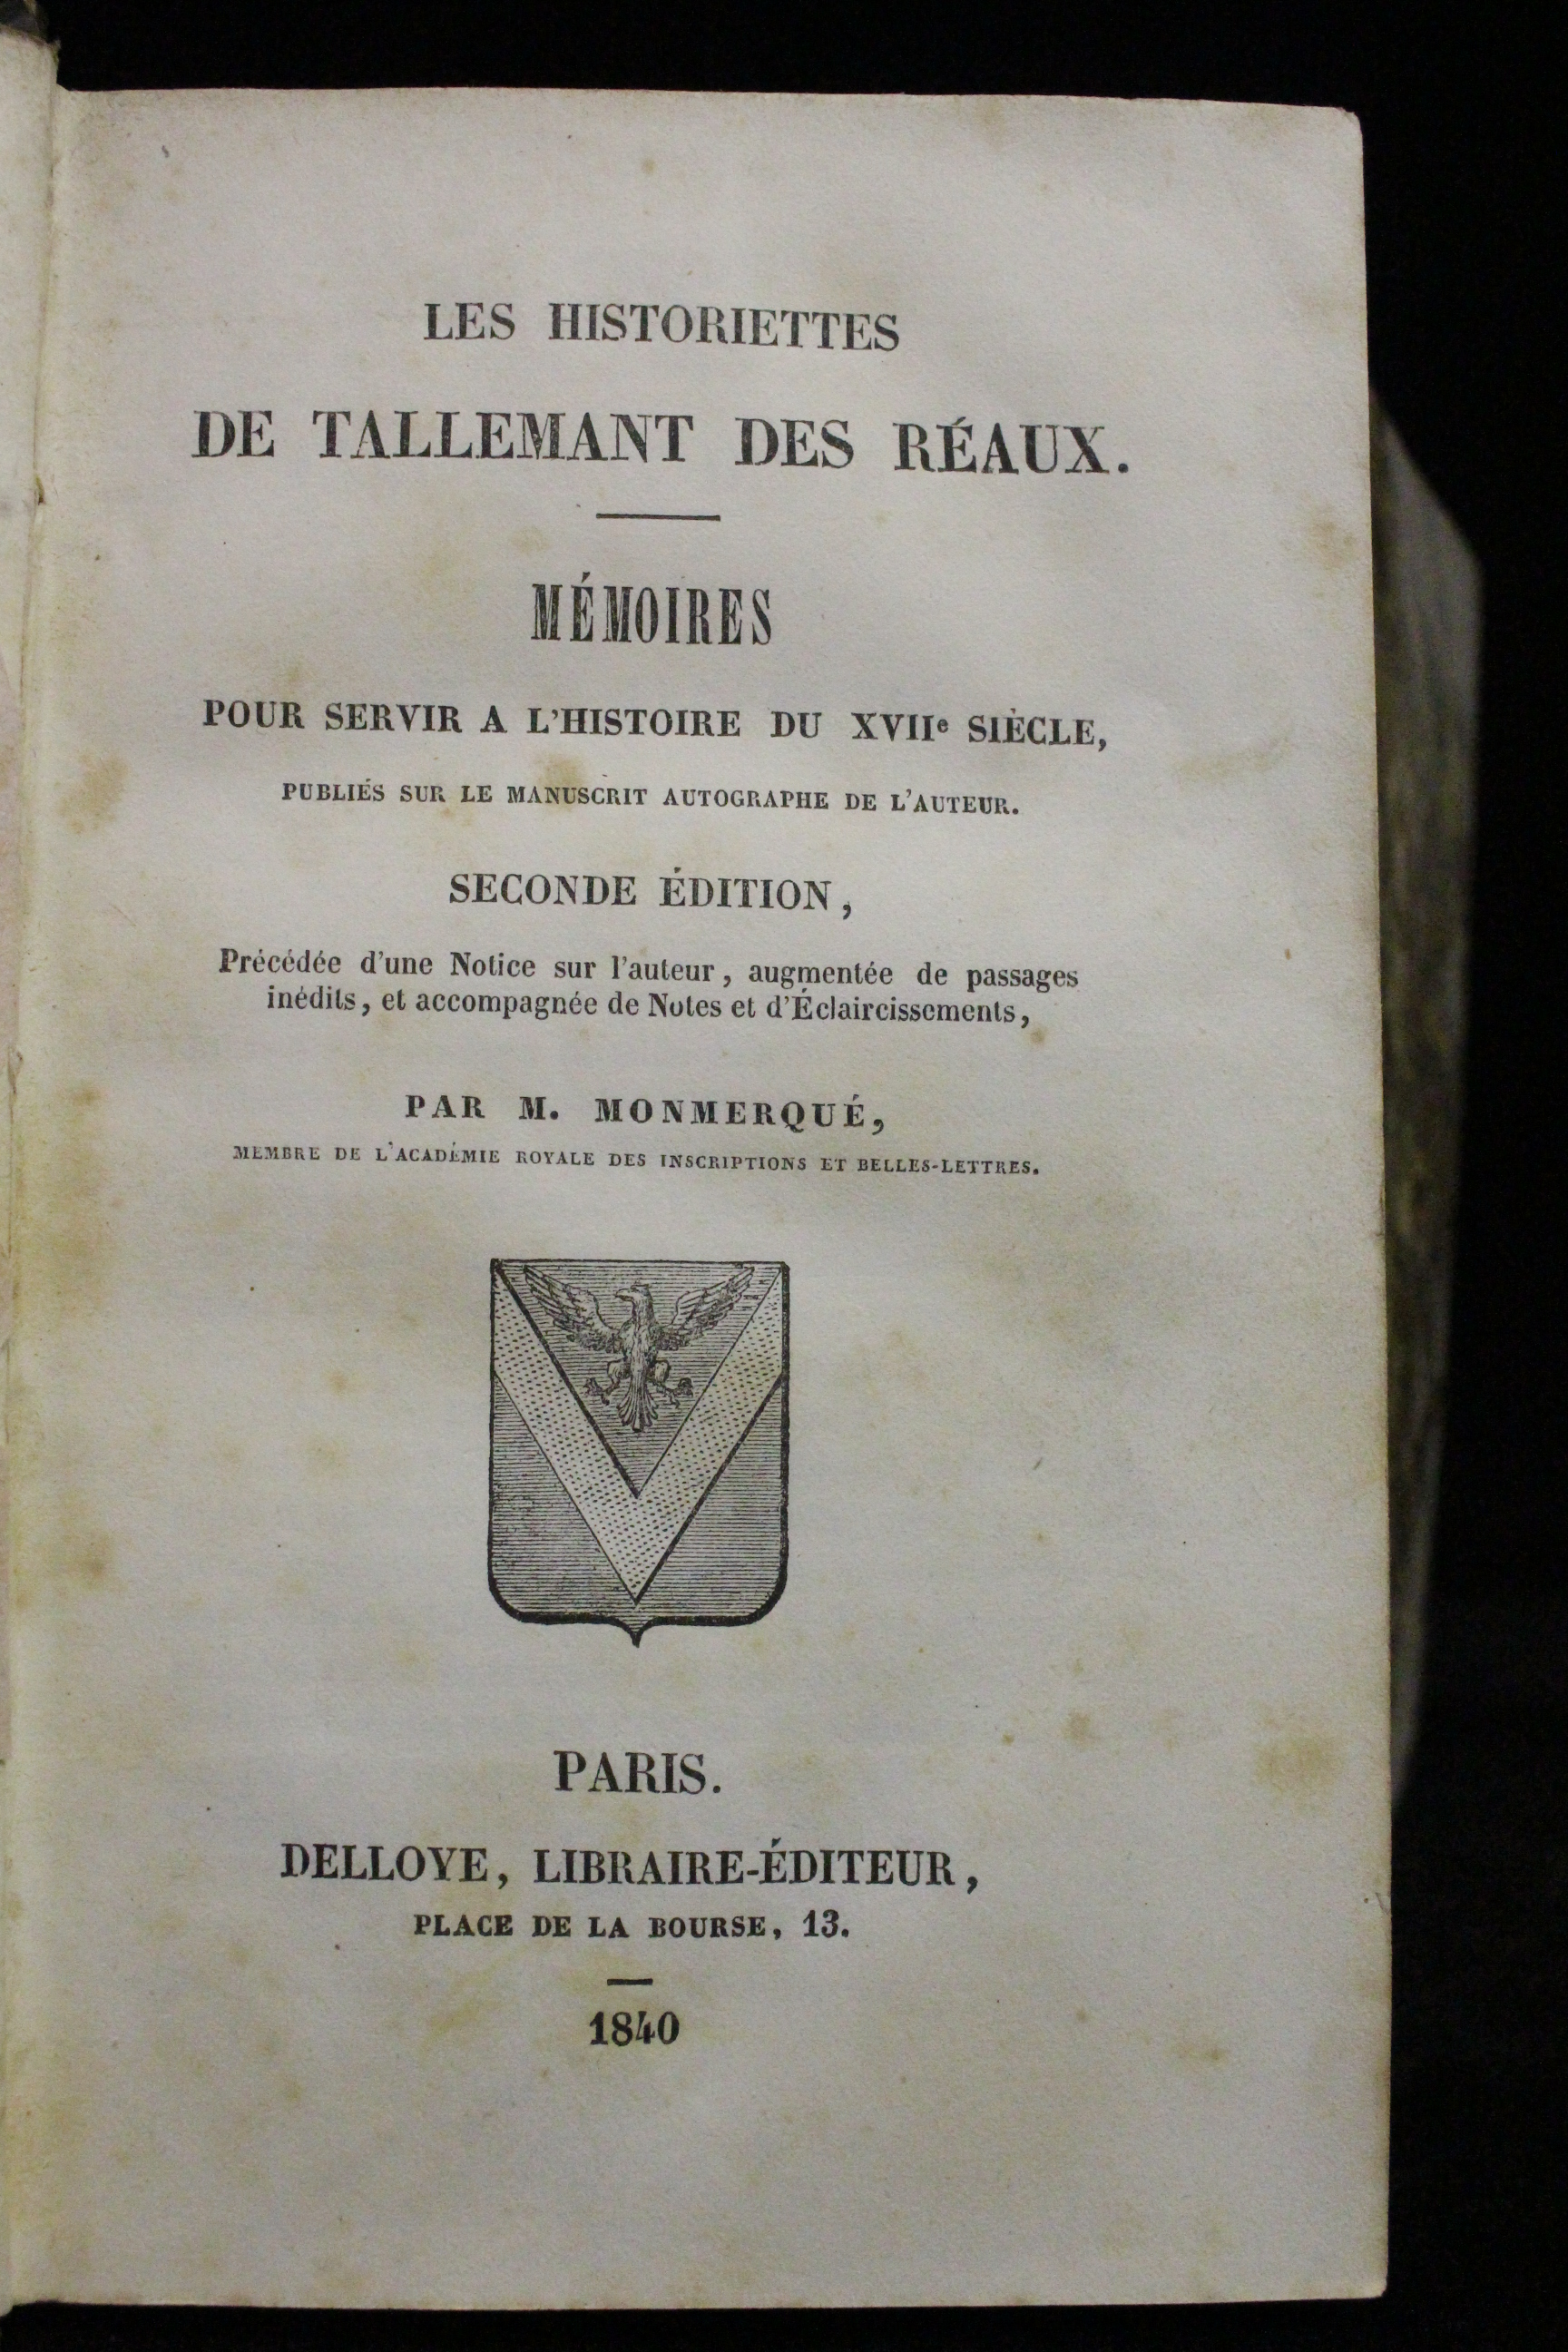 LES HISTORIETTES
DE TALLEMANT DES RÉAUX.
MÉMOIRES
POUR SERVIR A L'HISTOIRE DU XVIIe SIÈCLE,
PUBLIÉS SUR LE MANUSCRIT AUTOGRAPHE DE L'AUTEUR.
SECONDE ÉDITION,
Précédée d'une Notice sur l'auteur, augmentée de passages
inédits, et accompagnée de Notes et d'Éclaircissements,
PAR M. MONMERQUÉ,
MEMBRE DE L'ACADÉMIE ROYALE DES INSCRIPTIONS ET BELLES-LETTRES.
PARIS.
DELLOYE, LIBRAIRE-ÉDITEUR,
PLACE DE LA BOURSE, 13.
1840